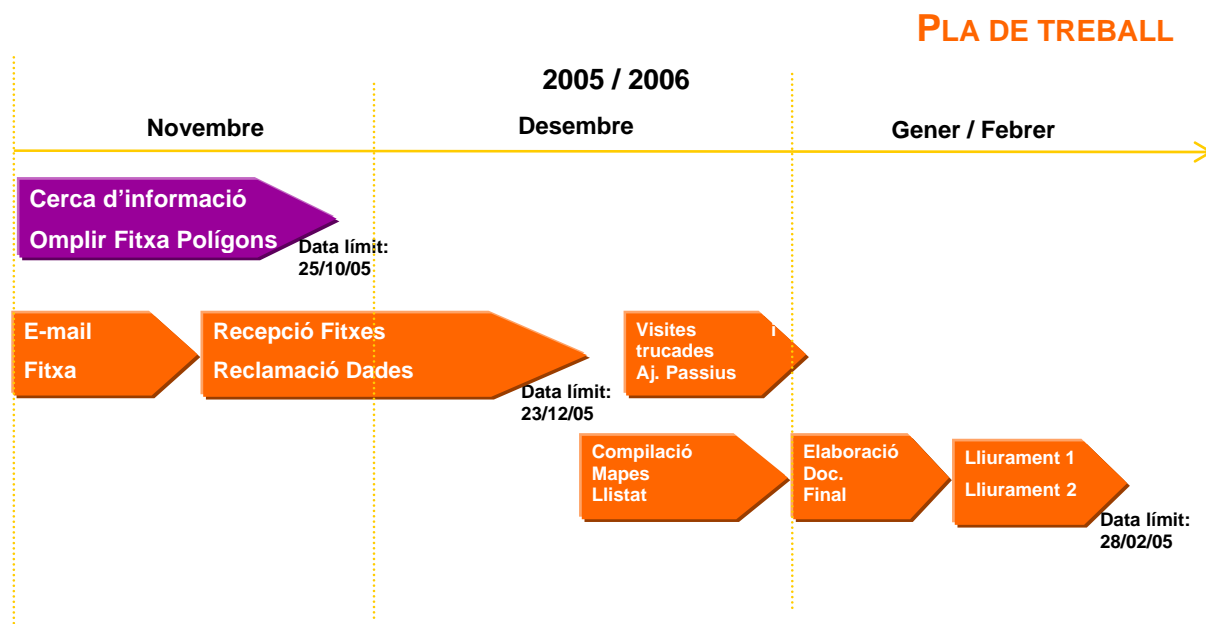 PLA DE TREBALL
2005 / 2006
Novembre
Desembre
Gener / Febrer
Cerca d'informació
Omplir Fitxa Polígons
Data límit:
25/10/05
E-mail
Fitxa
Recepció Fitxes
Reclamació Dades
Data límit:
23/12/05
Visites i
trucades
Aj. Passius
Compilació
Mapes
Llistat
Elaboració
Doc.
Final
Lliurament 1
Lliurament 2
Data límit:
28/02/05